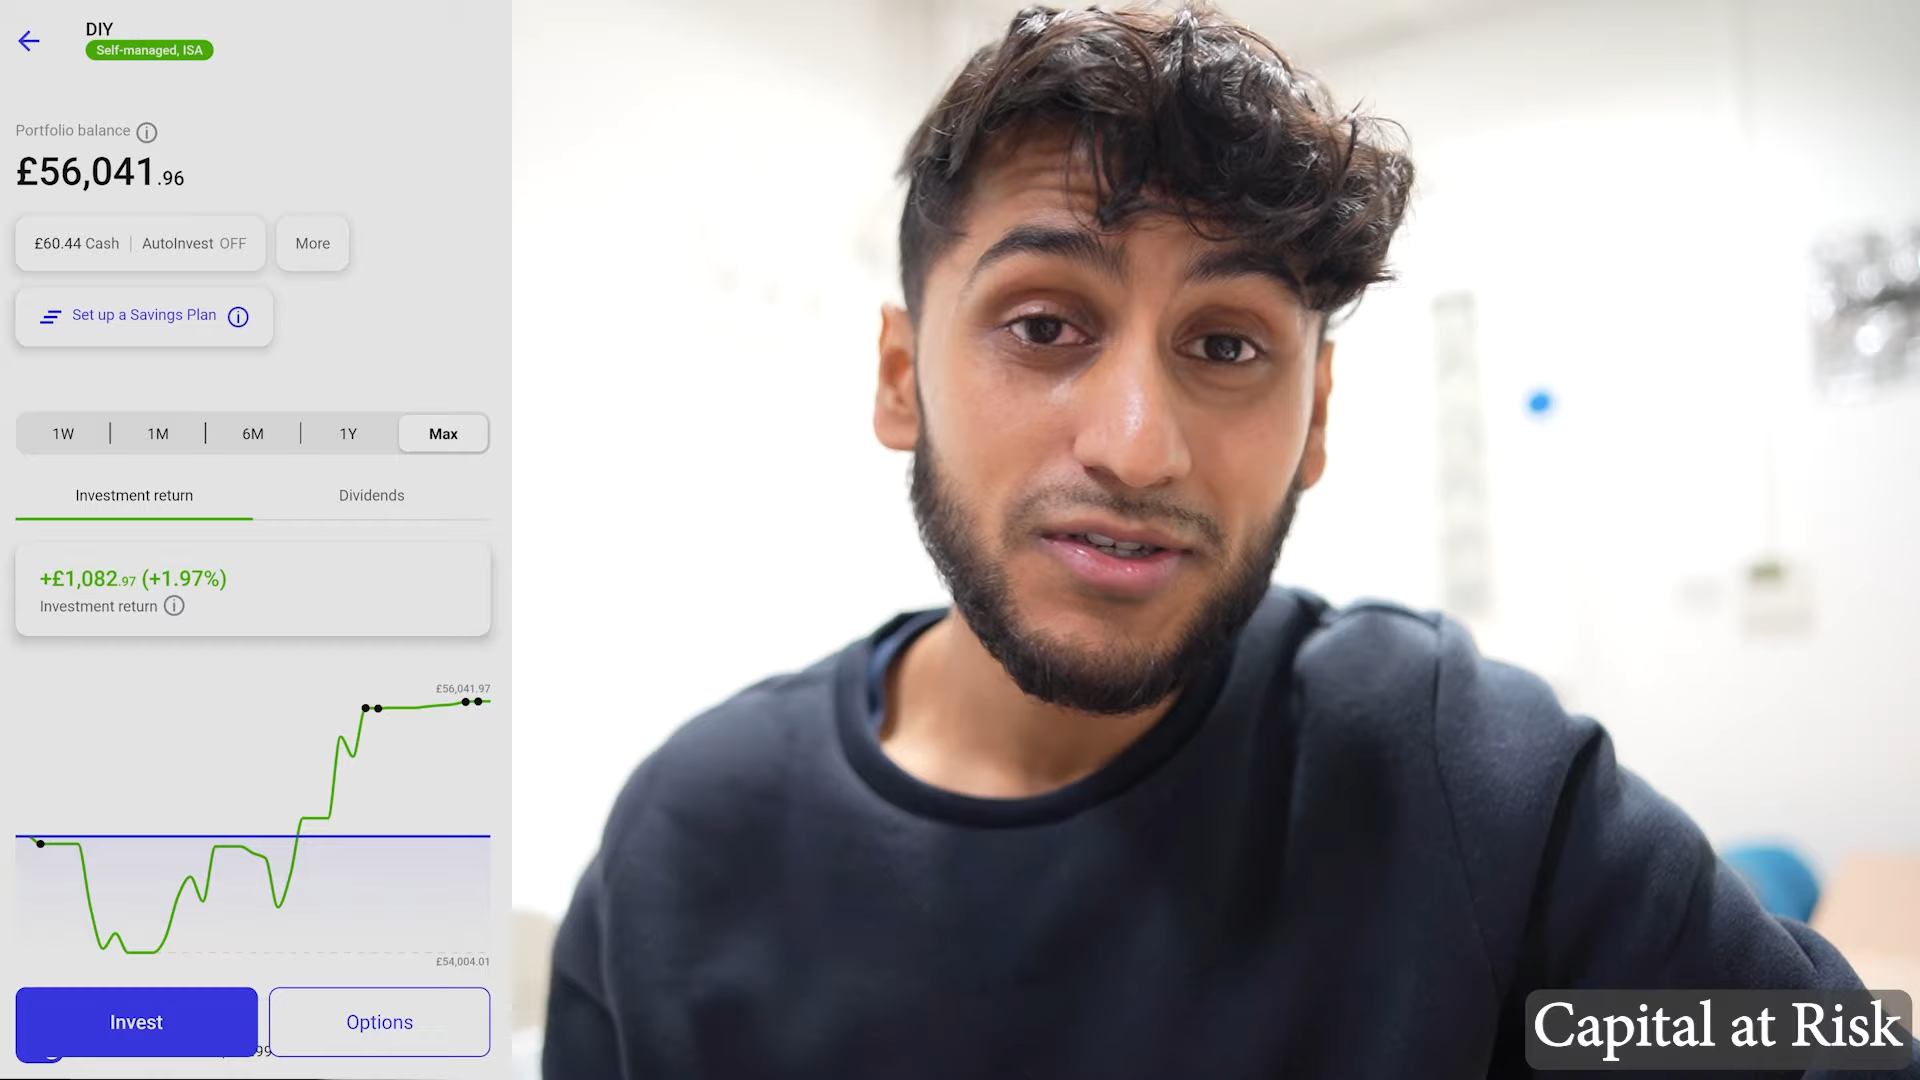 DIY
Self-managed, ISA
Portfolio balance
£56,041.96
£60.44 Cash | AutoInvest OFF
More
Set up a Savings Plan
1W | 1M | 6M | 1Y Max
Investment return
Dividends
+£1,082.97 (+1.97%)
Investment return
£56,041.97
£54,004.01
Invest
Options
Capital at Risk